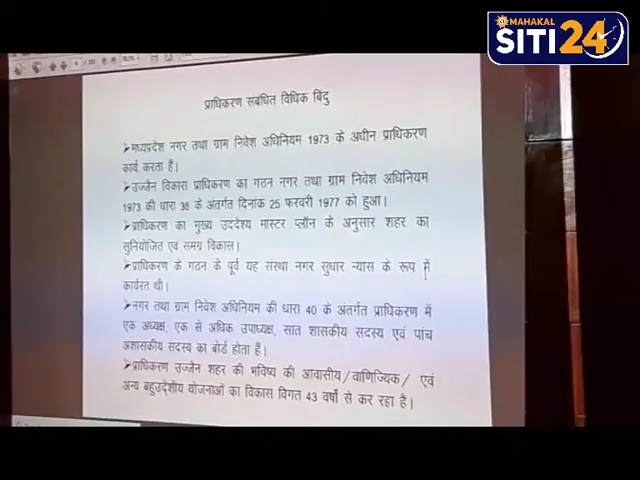 MAHAKAL
SITI24
प्राधिकरण संबंधित विधिक बिंदु
➢मध्यप्रदेश नगर तथा ग्राम निवेश अधिनियम 1973 के अधीन प्राधिकरण
कार्य करता है।
➢उज्जैन विकास प्राधिकरण का गठन नगर तथा ग्राम निवेश अधिनियम
1973 की धारा 38 के अंतर्गत दिनांक 25 फरवरी 1977 को हुआ।
➢प्राधिकरण का मुख्य उददेश्य मास्टर प्लॉन के अनुसार शहर का
सुनियोजित एवं समग्र विकास।
➢प्राधिकरण के गठन के पूर्व यह संस्था नगर सुधार न्यास के रूप में
कार्यरत थी।
➢नगर तथा ग्राम निवेश अधिनियम की धारा 40 के अंतर्गत प्राधिकरण में
एक अध्यक्ष, एक से अधिक उपाध्यक्ष, सात शासकीय सदस्य एवं पांच
अशासकीय सदस्य का बोर्ड होता है।
➢प्राधिकरण उज्जैन शहर की भविष्य की आवासीय/वाणिज्यिक/ एवं
अन्य बहुउद्देशीय योजनाओं का विकास विगत 43 वर्षो से कर रहा है।